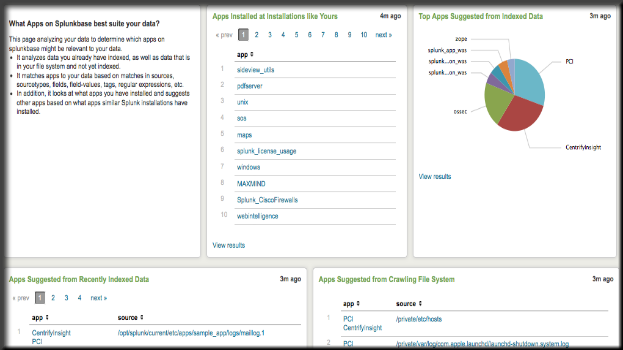 What Apps on Splunkbase best suite your data?
This page analyzing your data to determine which apps on
splunkbase might be relevant to your data.
It analyzes data you already have indexed, as well as data that
is in your file system and not yet indexed.
It matches apps to your data based on matches in sources,
sourcetypes, fields, field-values, tags, regular expressions, etc.
In addition, it looks at what apps you have installed and suggests
other apps based on what apps similar Splunk installations have
installed.
Apps Installed at Installations like Yours 4m ago
« prev 1 2 3 4 5 6 7 8 9 10 next »
app
1 sideview_utils
2 pdfserver
3 unix
4 sos
5 maps
6 splunk_license_usage
7 windows
8 MAXMIND
9 Splunk_CiscoFirewalls
10 webintelligence
View results
Top Apps Suggested from Indexed Data 3m ago
zope
splunk_app_was
splunk...on_was
splunk...on_was
ossec
PCI
CentrifyInsight
View results
Apps Suggested from Recently Indexed Data 3m ago
« prev 1 2 3 4 next »
app source
1 CentrifyInsight /opt/splunk/current/etc/apps/sample_app/logs/maillog.1
PCI
Apps Suggested from Crawling File System 3m ago
app source
1 PCI /private/etc/hosts
CentrifyInsight
2 PCI /private/var/log/com.apple.launchd/launchd-shutdown.system.log